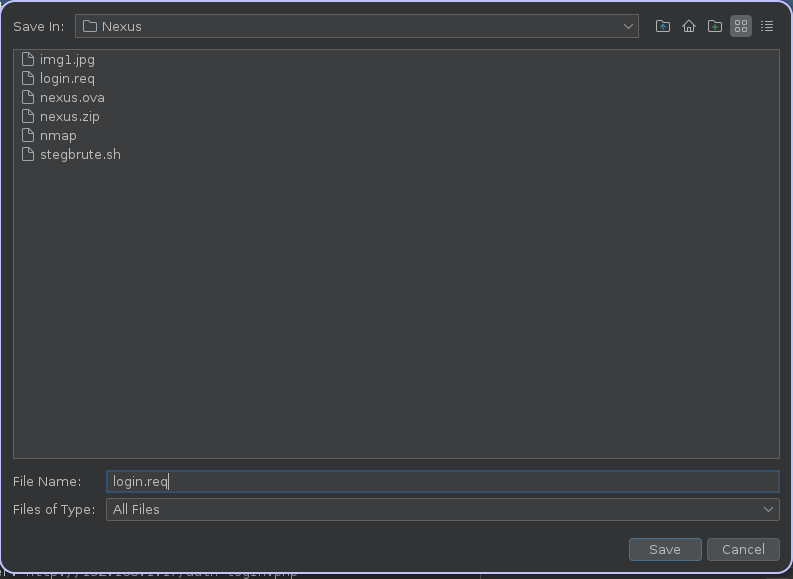 Save In: Nexus
img1.jpg
login.req
nexus.ova
nexus.zip
nmap
stegbrute.sh
File Name: login.req
Files of Type: All Files
Save Cancel